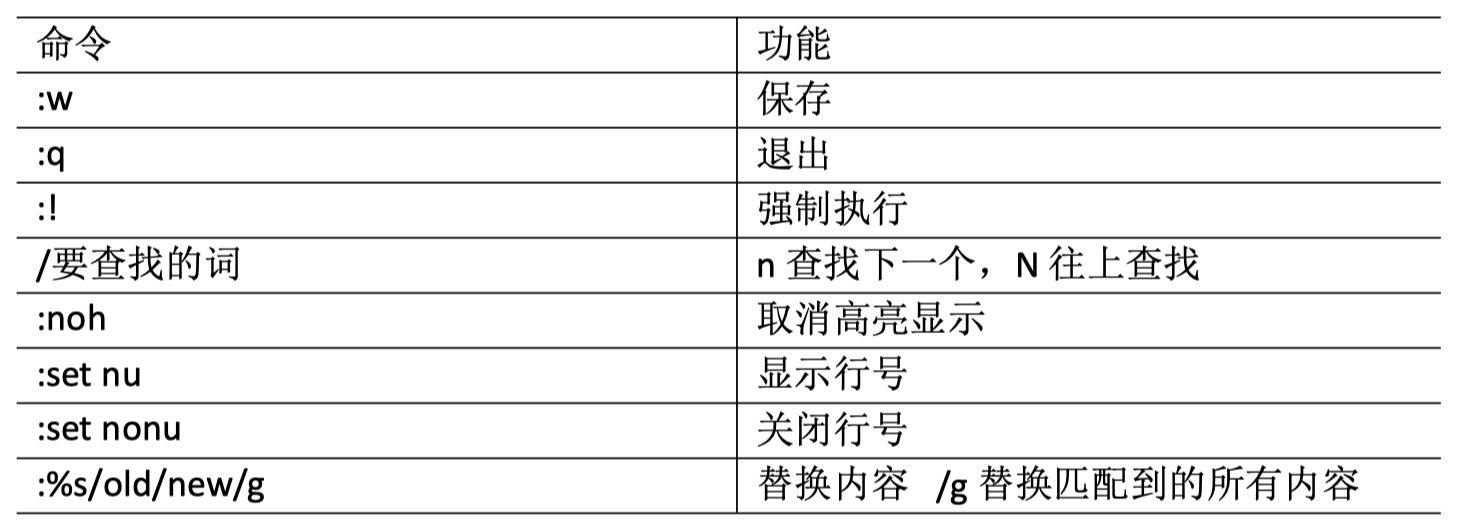 命令 功能
:w 保存
:q 退出
:! 强制执行
/要查找的词 n 查找下一个，N 往上查找
:noh 取消高亮显示
:set nu 显示行号
:set nonu 关闭行号
:%s/old/new/g 替换内容 /g 替换匹配到的所有内容